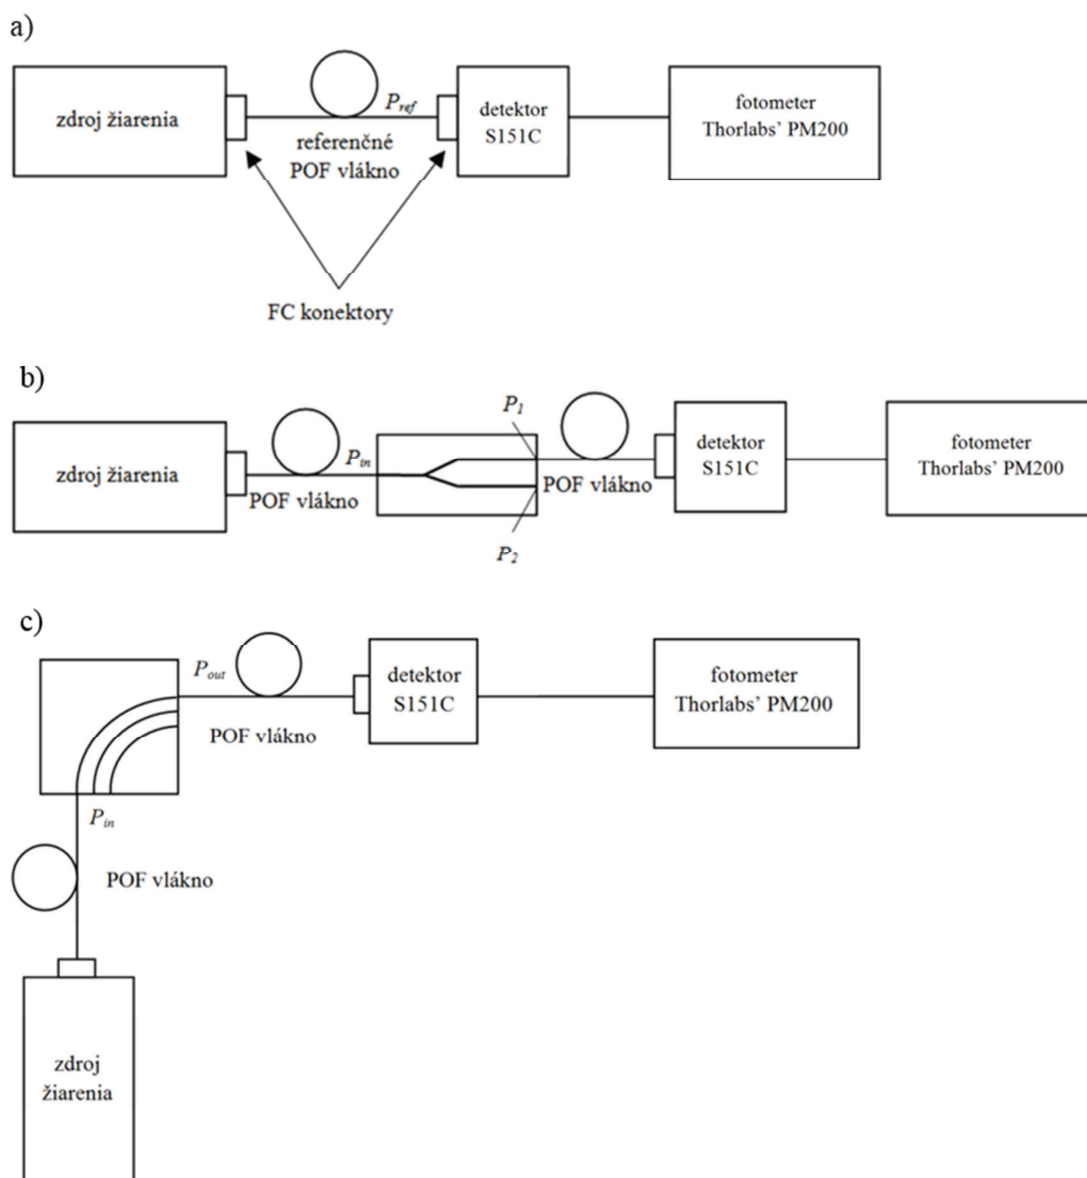 a)
zdroj žiarenia
P_ref
referenčné
POF vlákno
detektor
S151C
fotometer
Thorlabs' PM200
FC konektory
b)
zdroj žiarenia
POF vlákno
P_in
P_1
P_2
POF vlákno
detektor
S151C
fotometer
Thorlabs' PM200
c)
P_out
POF vlákno
detektor
S151C
fotometer
Thorlabs' PM200
P_in
POF vlákno
zdroj
žiarenia